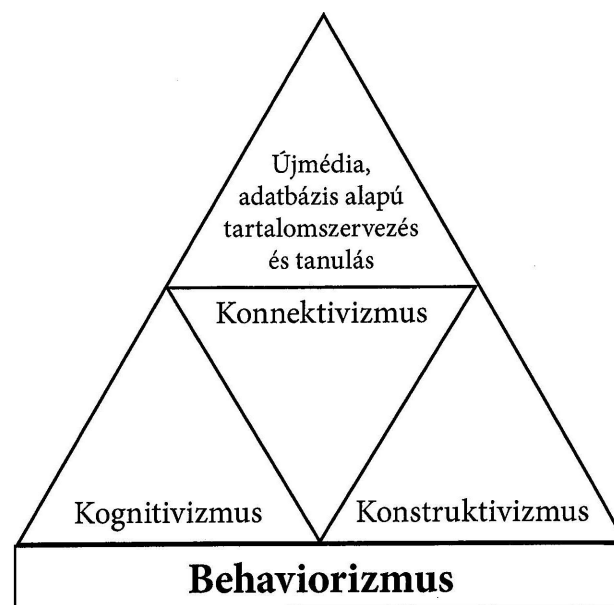 Újmédia,
adatbázis alapú
tartalomszervezés
és tanulás
Konnektivizmus
Kognitivizmus
Konstruktivizmus
Behaviorizmus